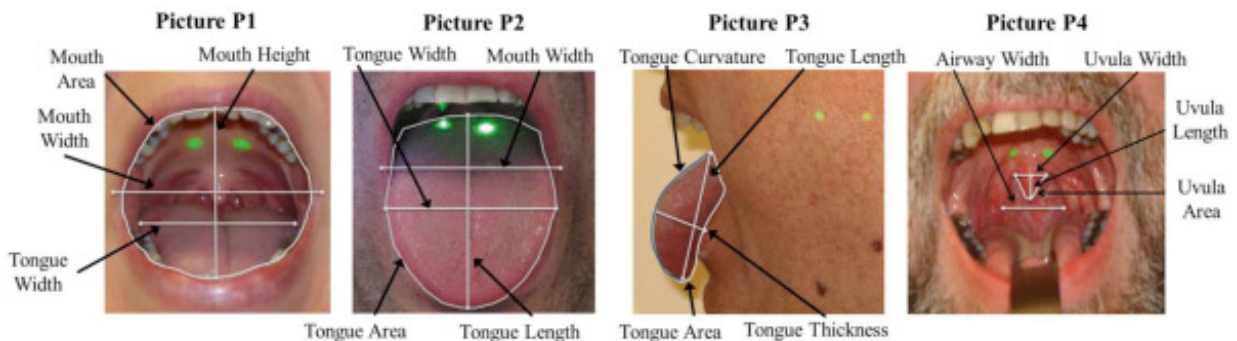 Picture P1
Picture P2
Picture P3
Picture P4
Mouth
Area
Mouth Height
Mouth
Width
Tongue
Width
Tongue Width
Mouth Width
Tongue Area
Tongue Length
Tongue Curvature
Tongue Length
Tongue Area
Tongue Thickness
Airway Width
Uvula Width
Uvula
Length
Uvula
Area